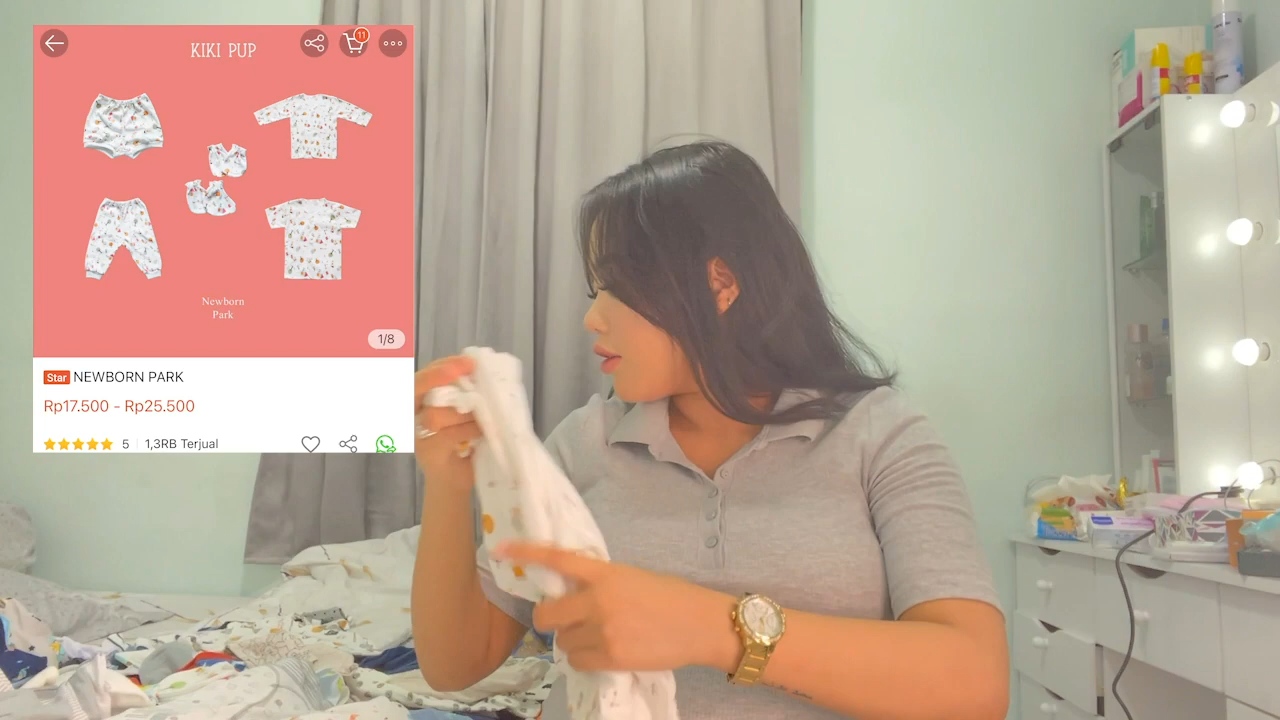 KIKI PUP
11
Newborn
Park
1/8
Star NEWBORN PARK
Rp17.500 - Rp25.500
5 1,3RB Terjual